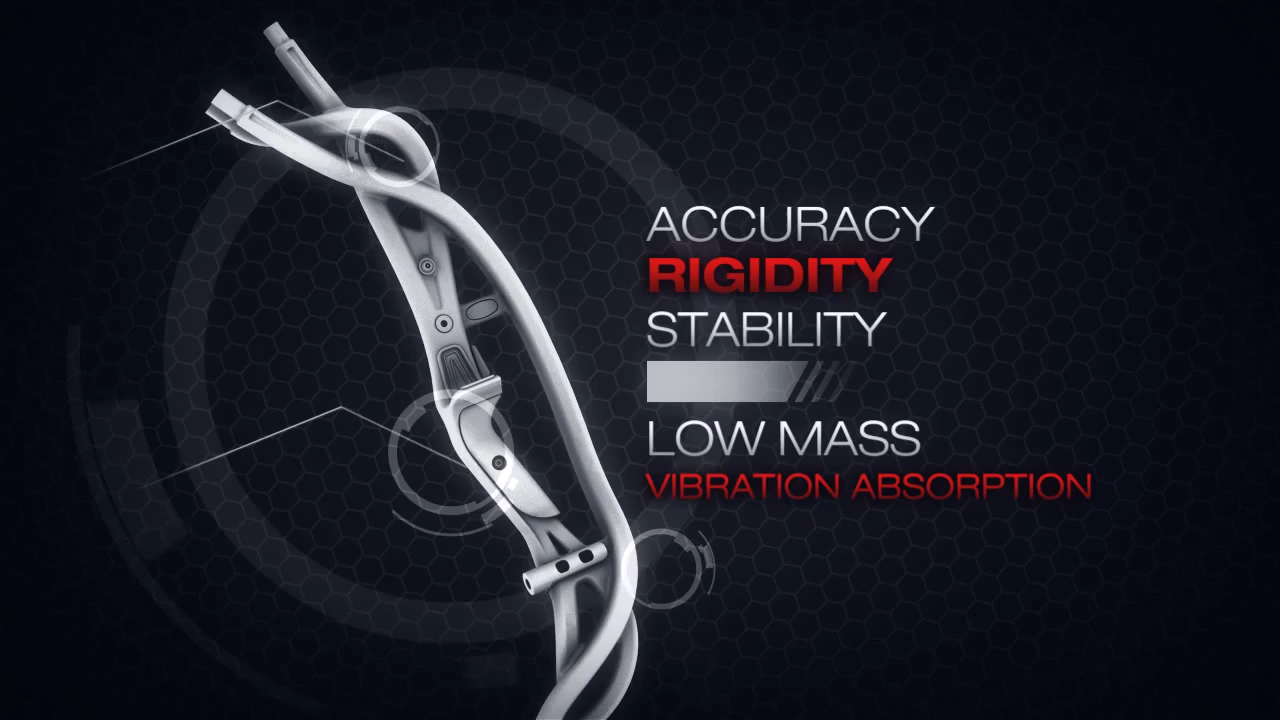 ACCURACY
RIGIDITY
STABILITY
LOW MASS
VIBRATION ABSORPTION